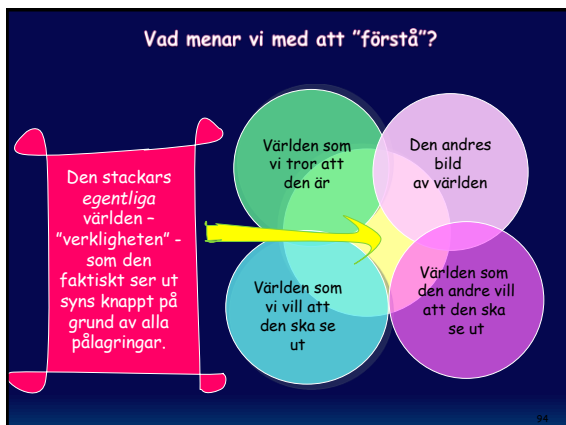 Vad menar vi med att ”förstå”?
Den stackars
egentliga
världen –
”verkligheten” -
som den
faktiskt ser ut
syns knappt på
grund av alla
pålagringar.
Världen som
vi tror att
den är
Den andres
bild
av världen
Världen som
vi vill att
den ska se
ut
Världen som
den andre vill
att den ska
se ut
94